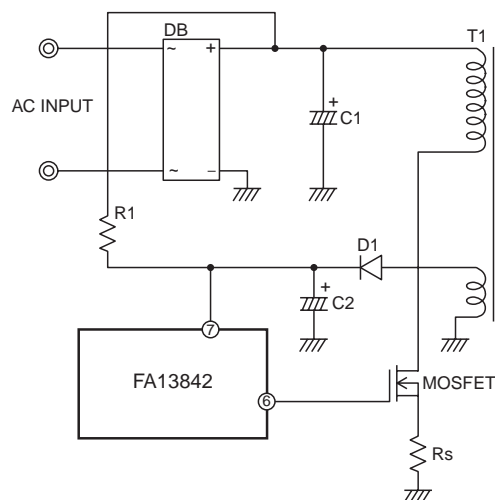 DB
T1
~
+
AC INPUT
+
C1
~
–
R1
D1
+
C2
7
FA13842
6
MOSFET
Rs